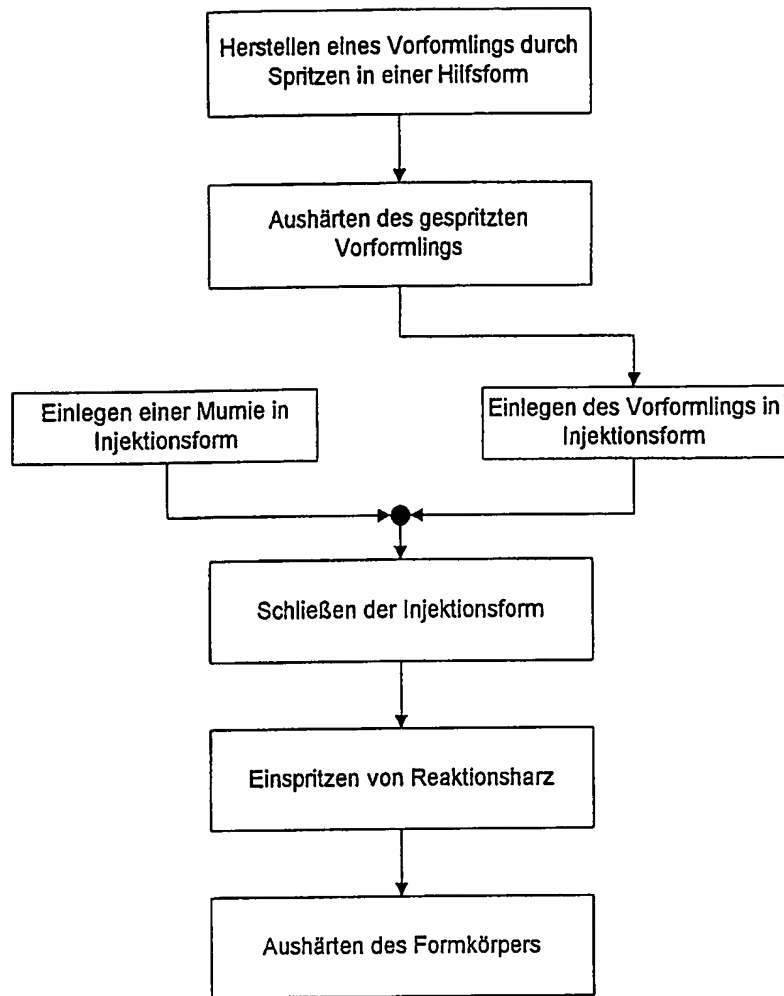 Herstellen eines Vorformlings durch
Spritzen in einer Hilfsform
Aushärten des gespritzten
Vorformlings
Einlegen einer Mumie in
Injektionsform
Einlegen des Vorformlings in
Injektionsform
Schließen der Injektionsform
Einspritzen von Reaktionsharz
Aushärten des Formkörpers